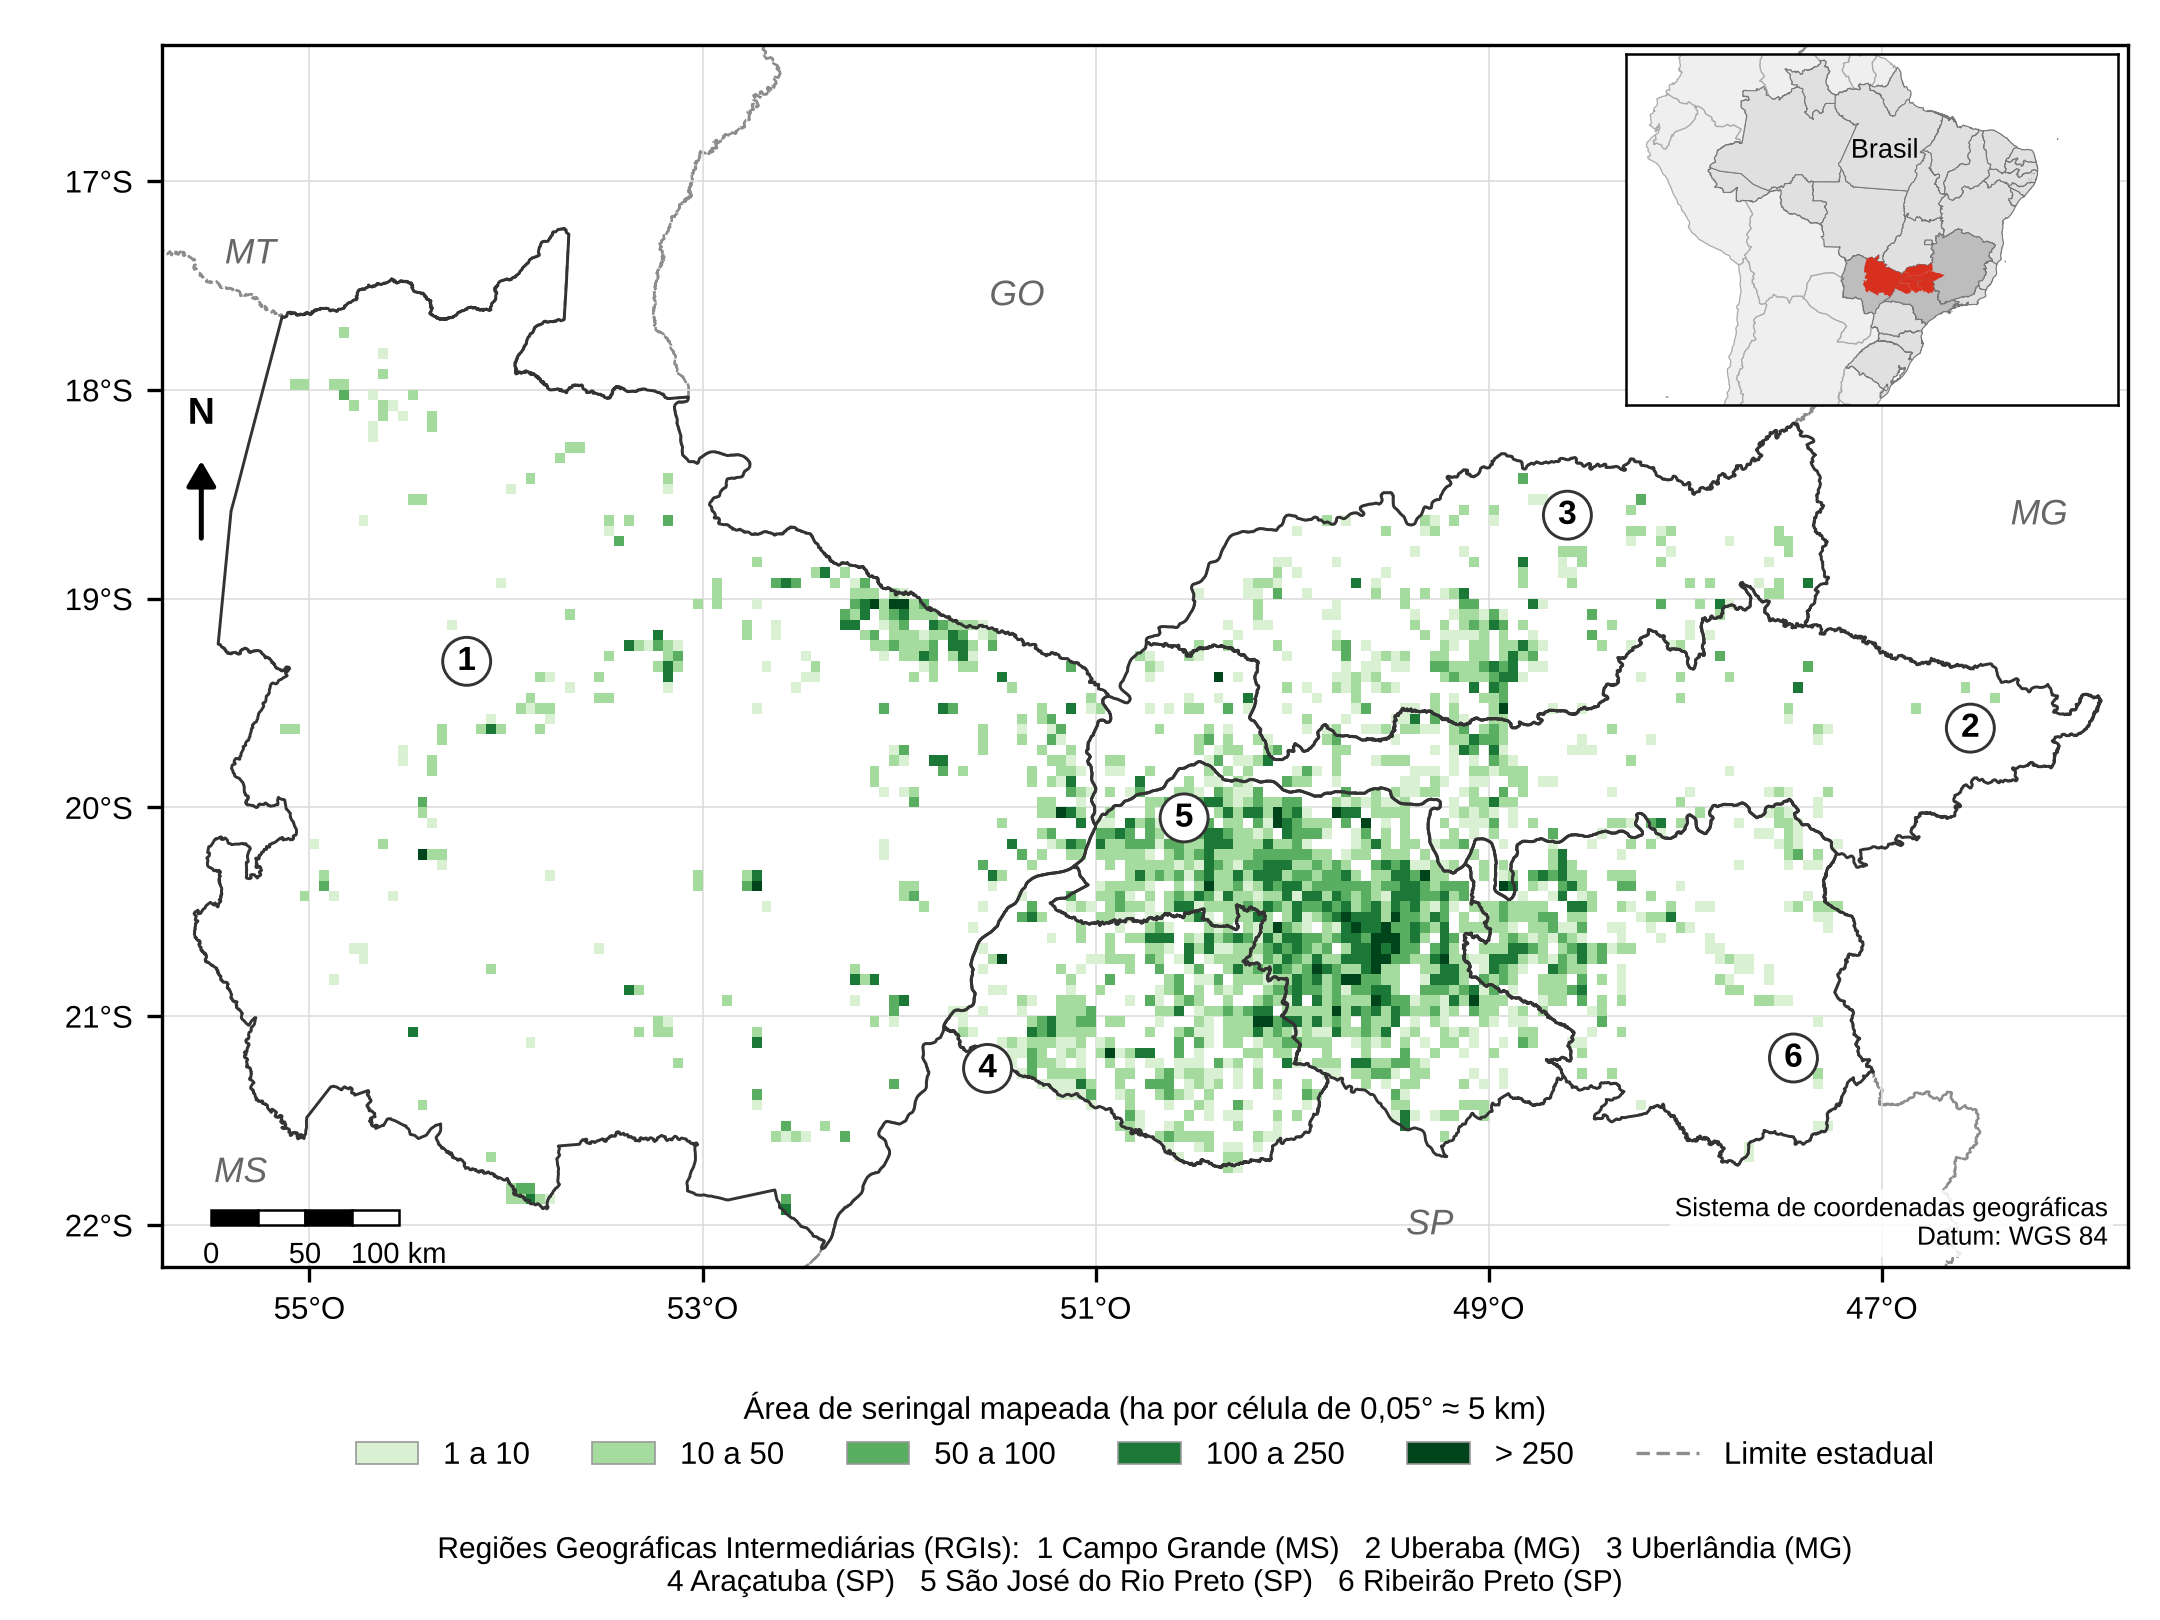 Brasil
17°S
MT
GO
18°S
N
3
MG
19°S
1
2
20°S
5
21°S
4
6
MS
SP
22°S
Sistema de coordenadas geográficas
Datum: WGS 84
0 50 100 km
55°O 53°O 51°O 49°O 47°O
Área de seringal mapeada (ha por célula de 0,05° ≈ 5 km)
1 a 10 10 a 50 50 a 100 100 a 250 > 250 Limite estadual
Regiões Geográficas Intermediárias (RGIs): 1 Campo Grande (MS) 2 Uberaba (MG) 3 Uberlândia (MG)
4 Araçatuba (SP) 5 São José do Rio Preto (SP) 6 Ribeirão Preto (SP)